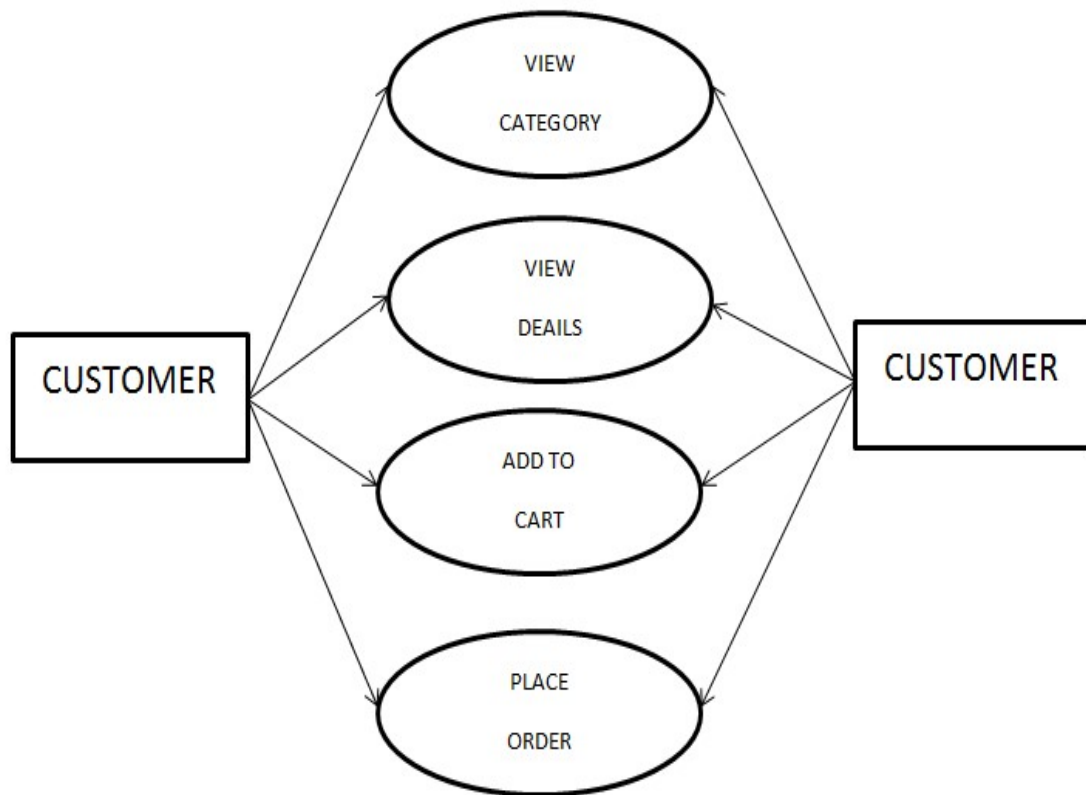 VIEW
CATEGORY
VIEW
DEAILS
CUSTOMER
CUSTOMER
ADD TO
CART
PLACE
ORDER